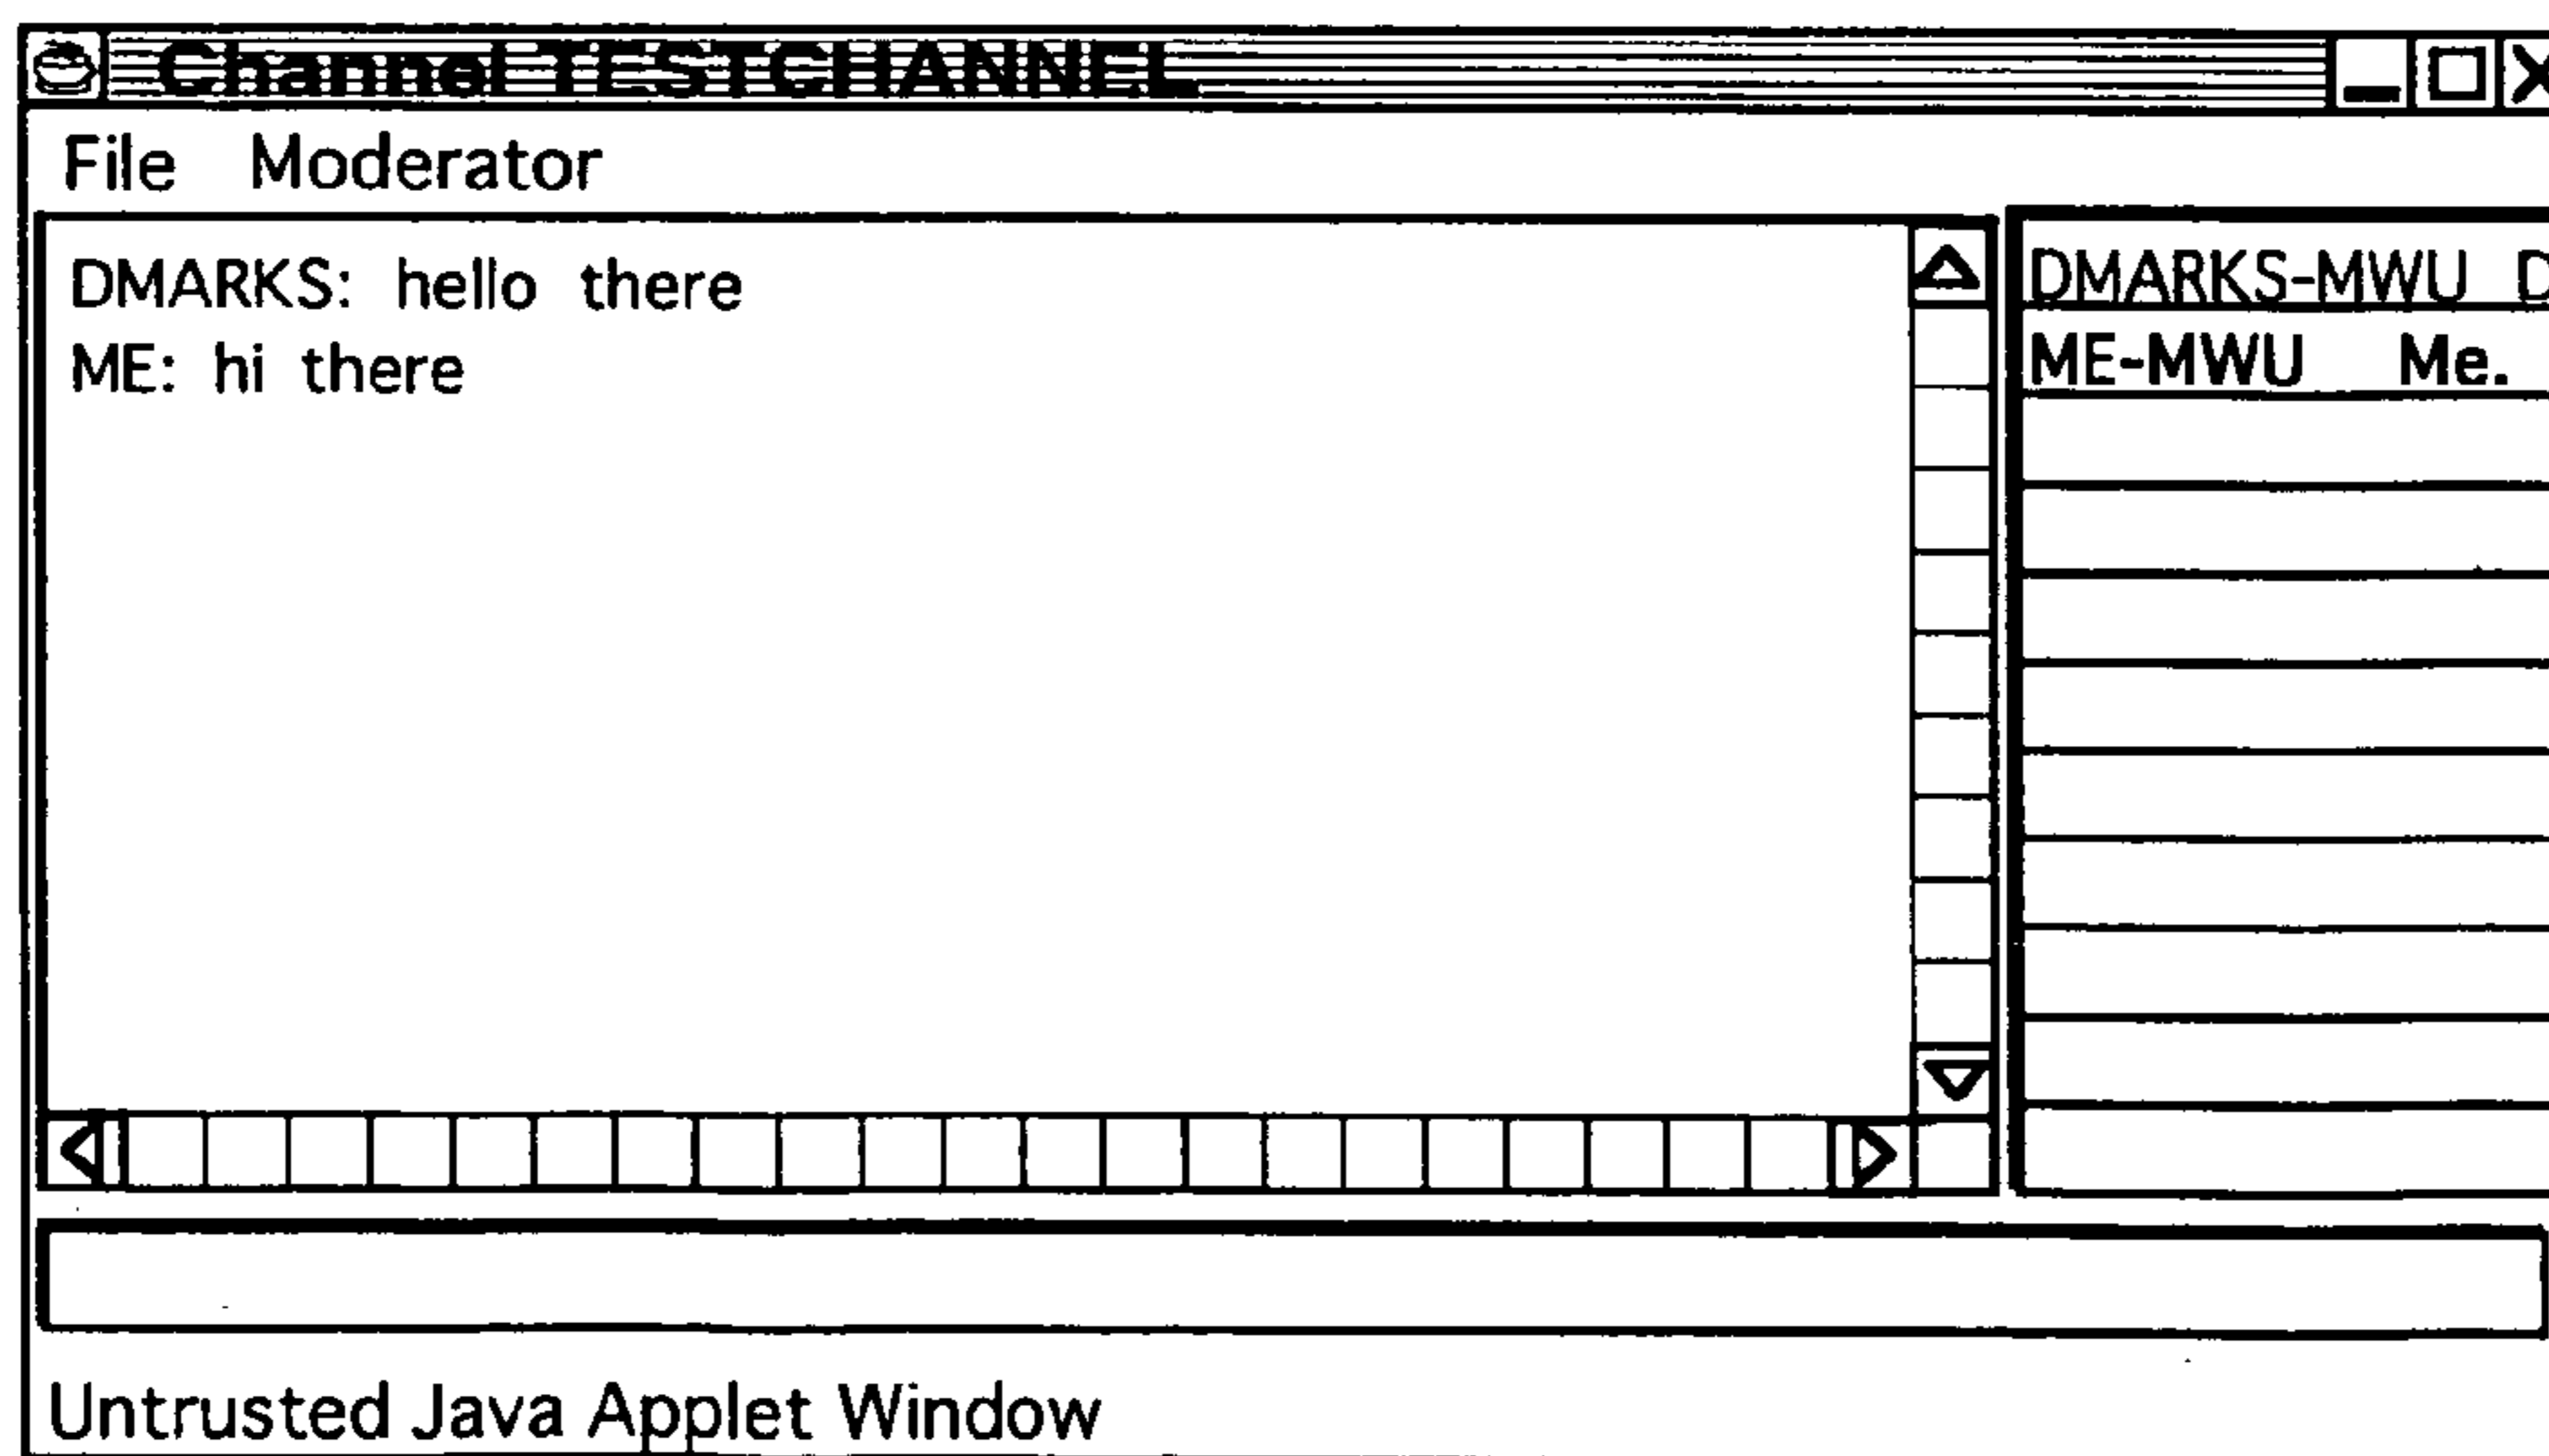 Channel TESTCHANNEL
File Moderator
DMARKS: hello there
ME: hi there
DMARKS-MWU D
ME-MWU Me.
Untrusted Java Applet Window